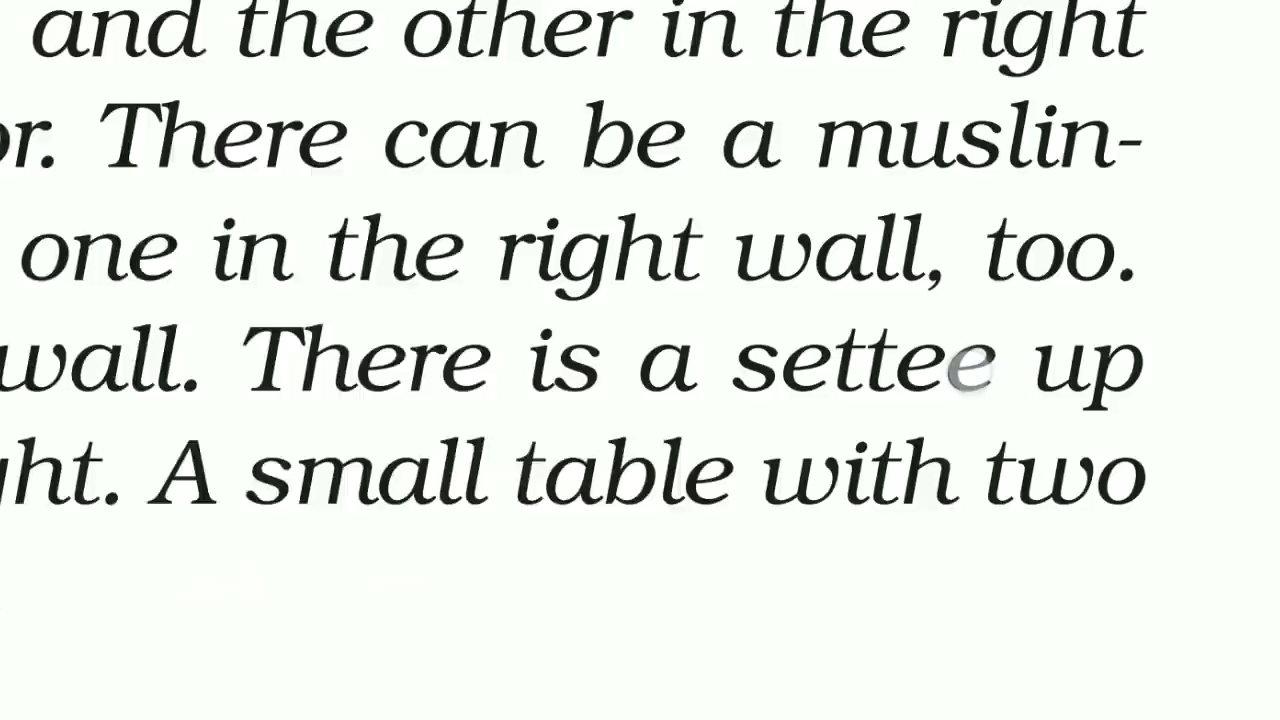 and the other in the right
or. There can be a muslin-
one in the right wall, too.
wall. There is a settee up
ght. A small table with two